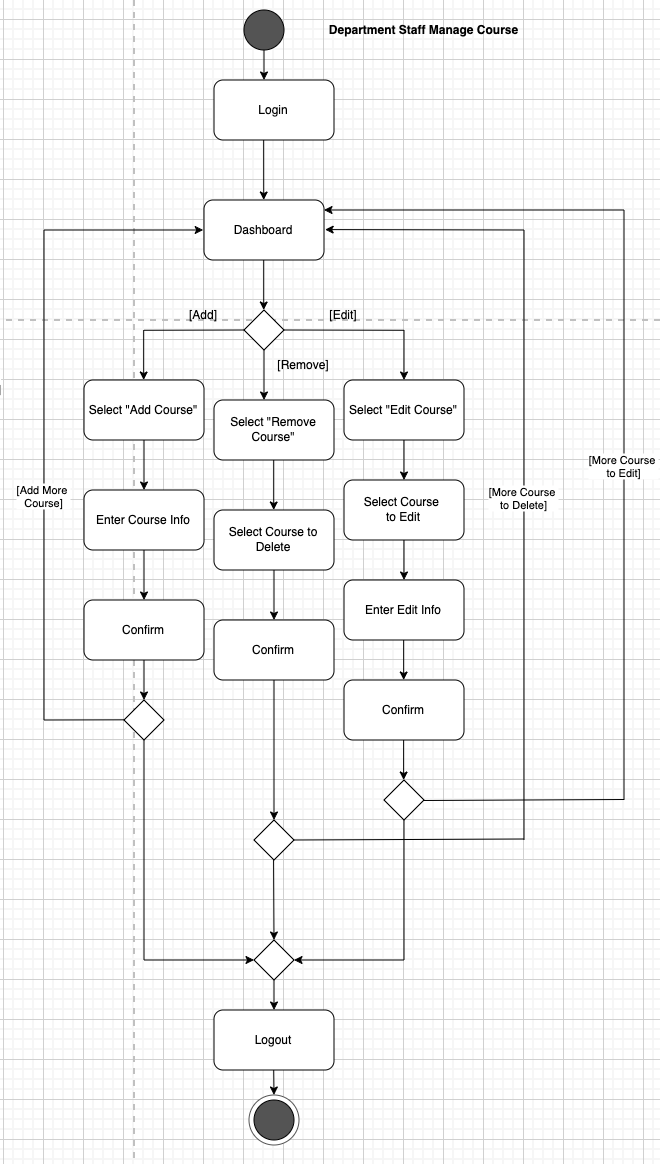 Department Staff Manage Course
Login
Dashboard
[Add]
[Edit]
[Remove]
Select "Add Course"
Select "Remove
Course"
Select "Edit Course"
[More Course
to Edit]
[Add More
Course]
[More Course
to Delete]
Enter Course Info
Select Course to
Delete
Select Course
to Edit
Enter Edit Info
Confirm
Confirm
Confirm
Logout